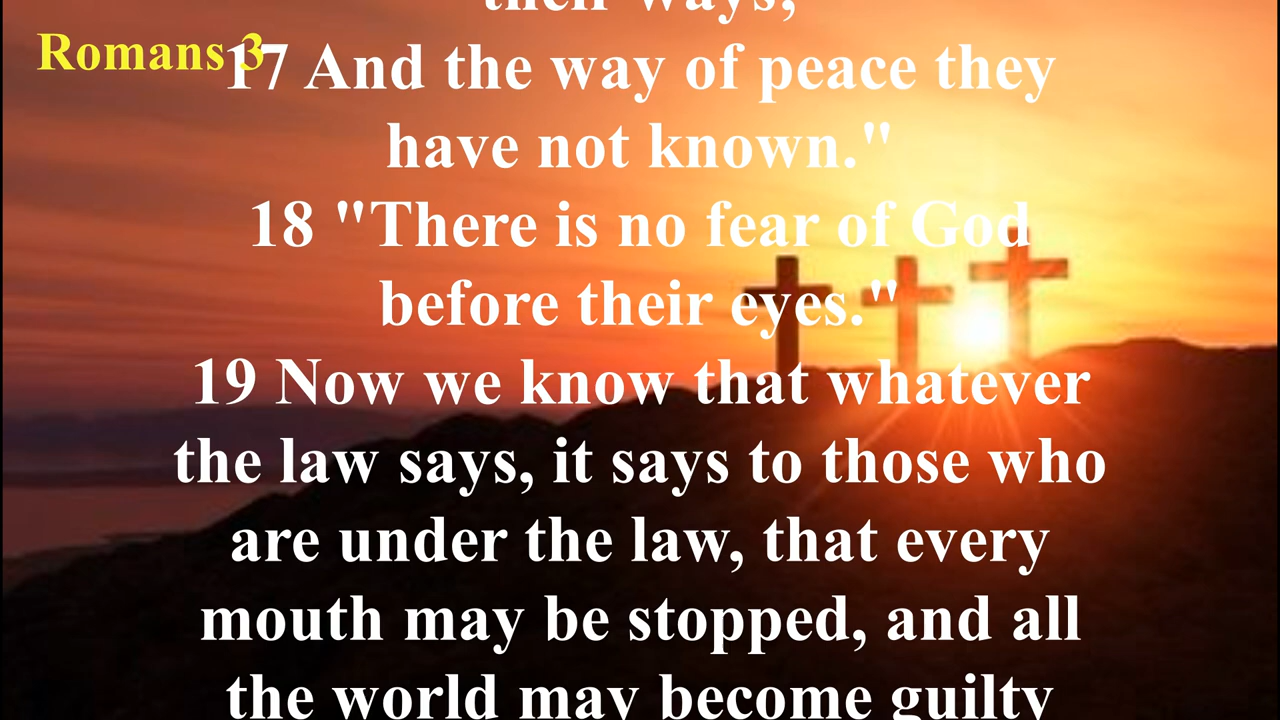 their ways;
Romans 3
17 And the way of peace they
have not known."
18 "There is no fear of God
before their eyes."
19 Now we know that whatever
the law says, it says to those who
are under the law, that every
mouth may be stopped, and all
the world may become guilty